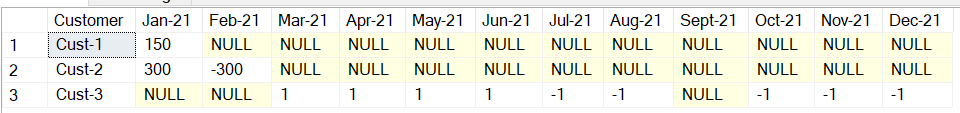 Customer Jan-21 Feb-21 Mar-21 Apr-21 May-21 Jun-21 Jul-21 Aug-21 Sept-21 Oct-21 Nov-21 Dec-21
1 Cust-1 150 NULL NULL NULL NULL NULL NULL NULL NULL NULL NULL NULL
2 Cust-2 300 -300 NULL NULL NULL NULL NULL NULL NULL NULL NULL NULL
3 Cust-3 NULL NULL 1 1 1 1 -1 -1 NULL -1 -1 -1